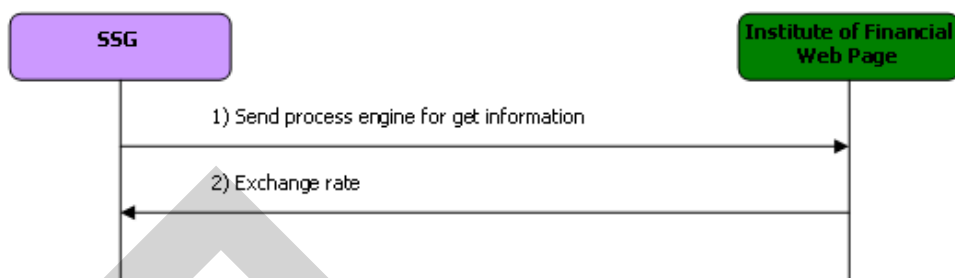 SSG
Institute of Financial
Web Page
1) Send process engine for get information
2) Exchange rate